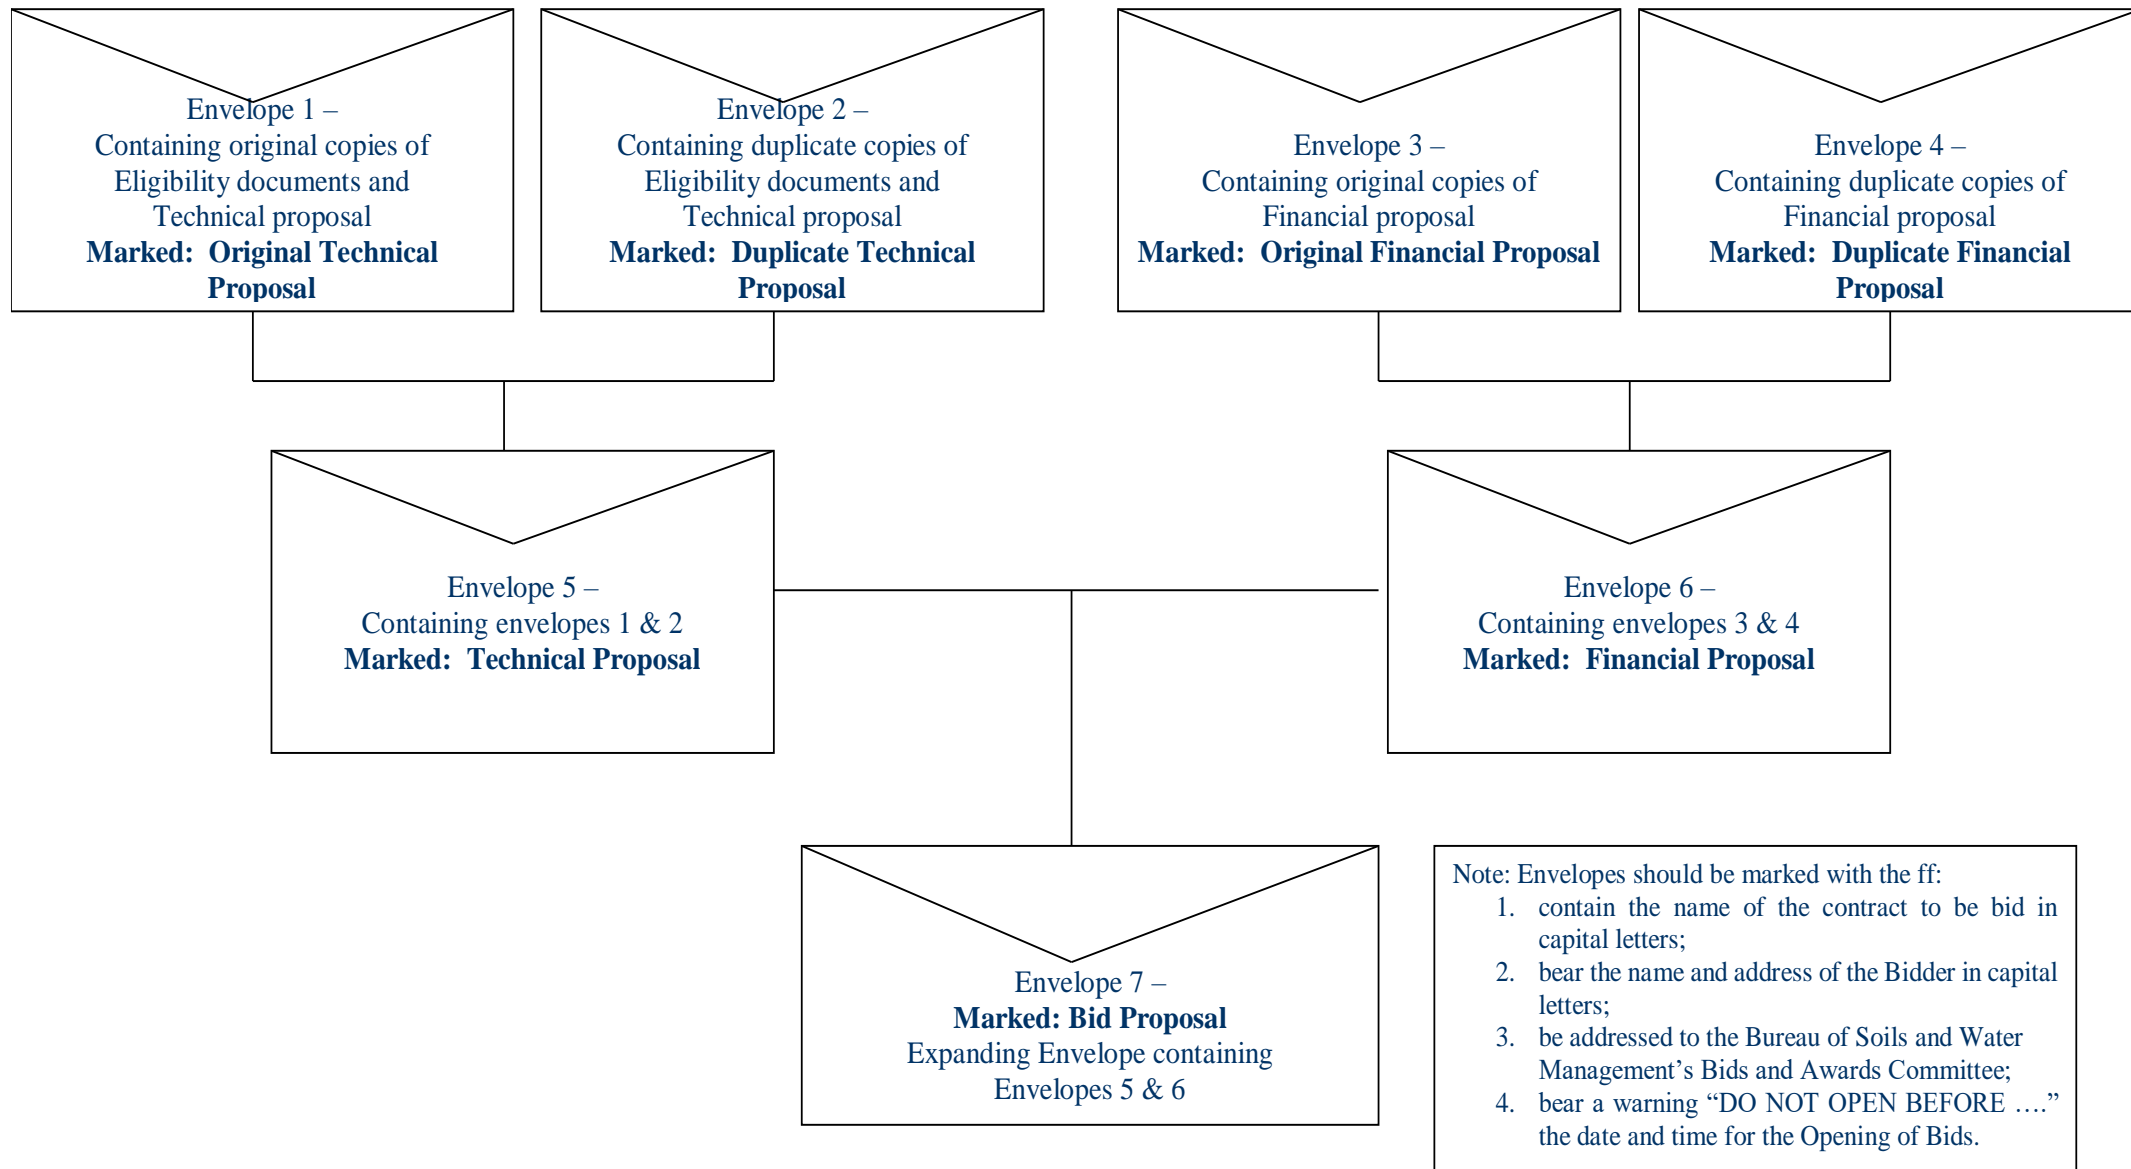 Envelope 1 –
Containing original copies of
Eligibility documents and
Technical proposal
Marked: Original Technical
Proposal
Envelope 2 –
Containing duplicate copies of
Eligibility documents and
Technical proposal
Marked: Duplicate Technical
Proposal
Envelope 3 –
Containing original copies of
Financial proposal
Marked: Original Financial Proposal
Envelope 4 –
Containing duplicate copies of
Financial proposal
Marked: Duplicate Financial
Proposal
Envelope 5 –
Containing envelopes 1 & 2
Marked: Technical Proposal
Envelope 6 –
Containing envelopes 3 & 4
Marked: Financial Proposal
Envelope 7 –
Marked: Bid Proposal
Expanding Envelope containing
Envelopes 5 & 6
Note: Envelopes should be marked with the ff:
1. contain the name of the contract to be bid in
capital letters;
2. bear the name and address of the Bidder in capital
letters;
3. be addressed to the Bureau of Soils and Water
Management’s Bids and Awards Committee;
4. bear a warning “DO NOT OPEN BEFORE ….”
the date and time for the Opening of Bids.